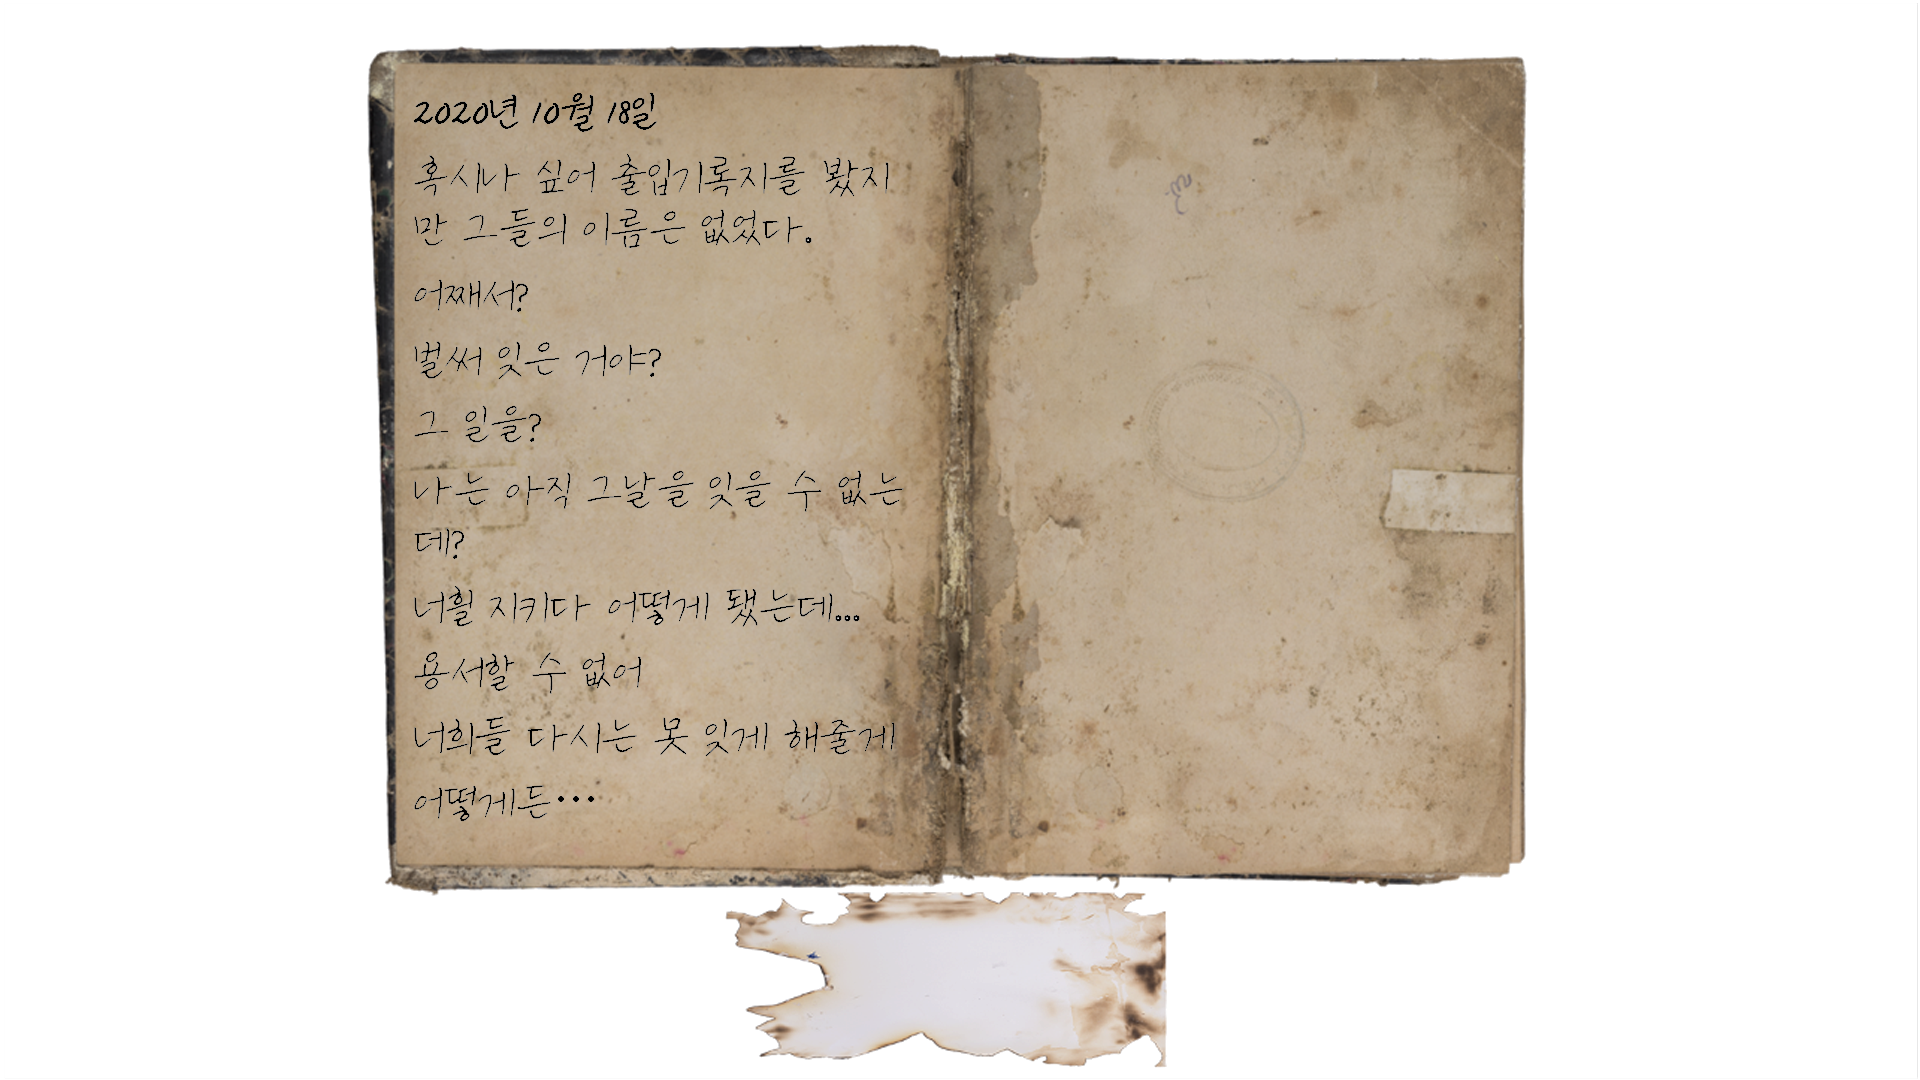 2020년 10월 18일
혹시나 싶어 출입기록지를 봤지
만 그들의 이름은 없었다.
어째서?
벌써 잊은 거야?
그 일을?
나는 아직 그날을 잊을 수 없는
데?
너흴 지키다 어떻게 됐는데...
용서할 수 없어
너희들 다시는 못 잊게 해줄게
어떻게든…